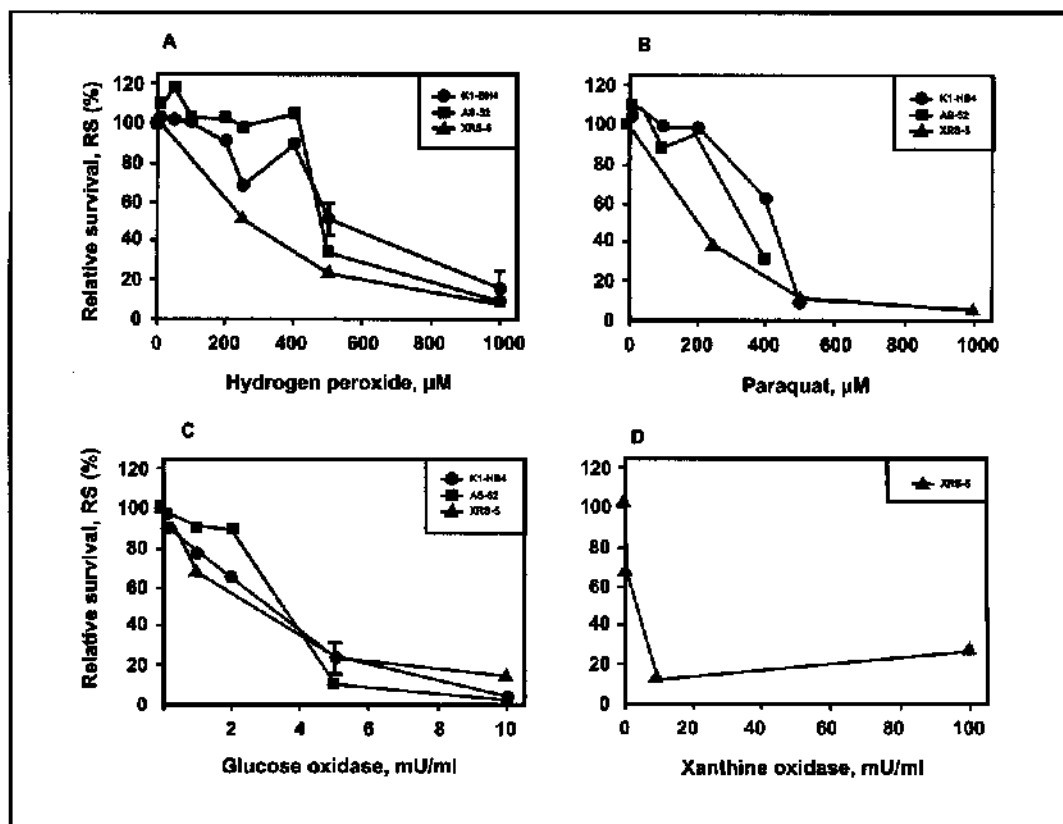 A
Relative survival, RS (%)
120
100
80
60
40
20
0
0 200 400 600 800 1000
Hydrogen peroxide, µM
K1-BH4
AS-52
XRS-5
B
120
100
80
60
40
20
0
0 200 400 600 800 1000
Paraquat, µM
K1-HB4
AS-52
XRS-5
C
Relative survival, RS (%)
120
100
80
60
40
20
0
2 4 6 8 10
Glucose oxidase, mU/ml
K1-HB4
AS-52
XRS-5
D
120
100
80
60
40
20
0
0 20 40 60 80 100
Xanthine oxidase, mU/ml
XRS-5